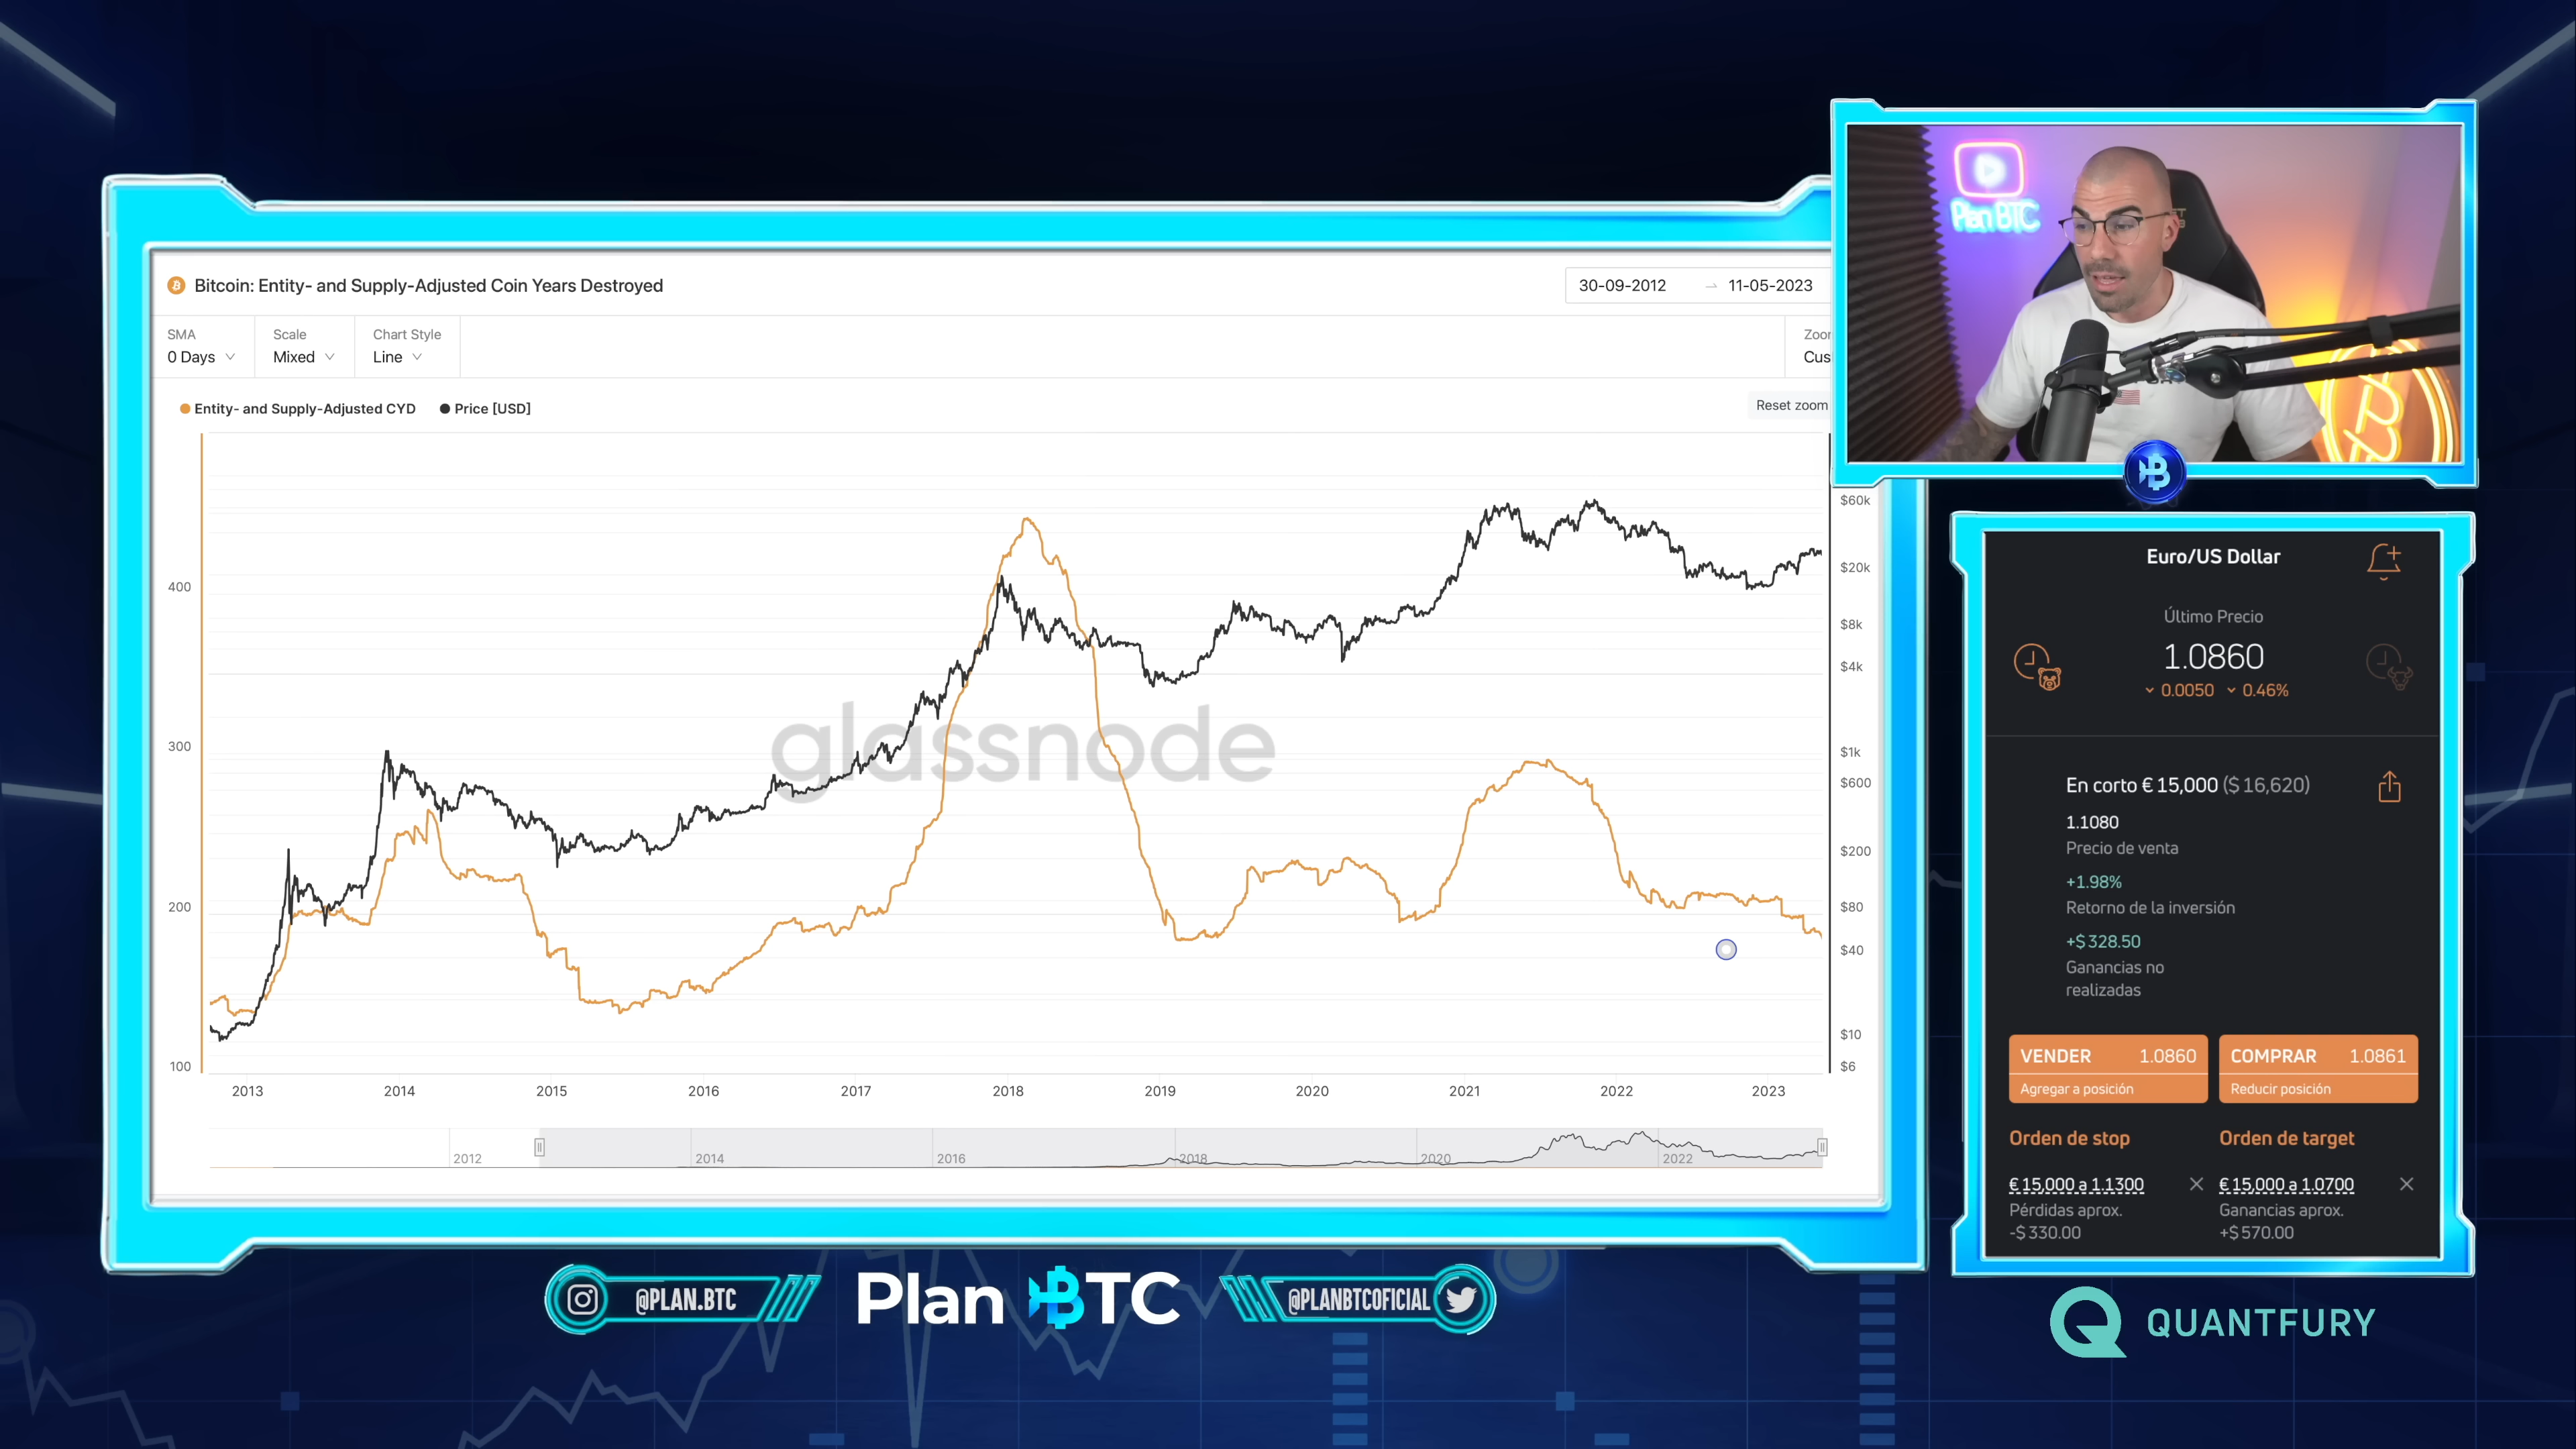 Bitcoin: Entity- and Supply-Adjusted Coin Years Destroyed
30-09-2012 → 11-05-2023
SMA
0 Days
Scale
Mixed
Chart Style
Line
Entity- and Supply-Adjusted CYD
Price [USD]
Reset zoom
400
300
200
100
$60k
$20k
$8k
$4k
$1k
$600
$200
$80
$40
$10
$6
glassnode
2013 2014 2015 2016 2017 2018 2019 2020 2021 2022 2023
2012 2014 2016 2018 2020 2022
Plan BTC
Euro/US Dollar
Último Precio
1.0860
0.0050 0.46%
En corto € 15,000 ($ 16,620)
1.1080
Precio de venta
+1.98%
Retorno de la inversión
+$ 328.50
Ganancias no
realizadas
VENDER 1.0860
Agregar a posición
COMPRAR 1.0861
Reducir posición
Orden de stop
Orden de target
€ 15,000 a 1.1300
€ 15,000 a 1.0700
Pérdidas aprox.
-$ 330.00
Ganancias aprox.
+$ 570.00
@PLAN.BTC
Plan BTC
@PLANBTCOFICIAL
QUANTFURY